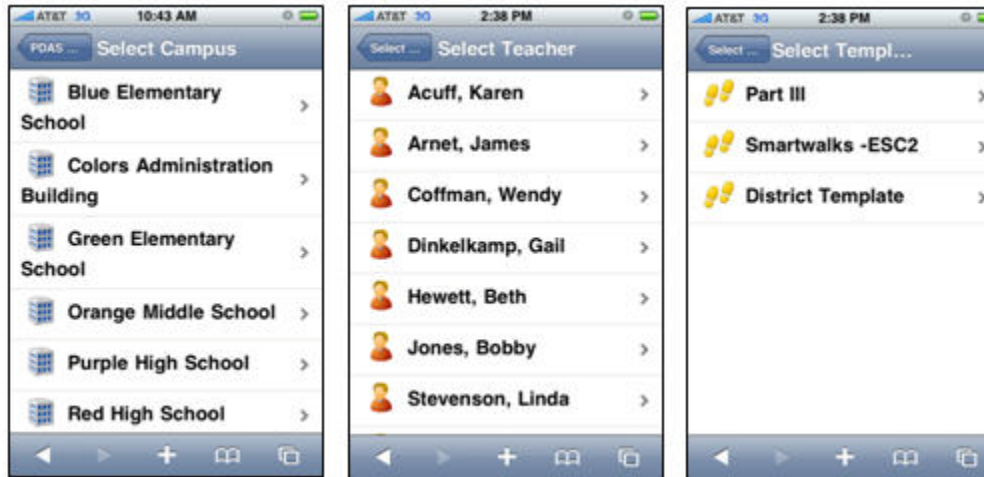 AT&T 3G 10:43 AM
PDAS ... Select Campus
Blue Elementary
School
Colors Administration
Building
Green Elementary
School
Orange Middle School
Purple High School
Red High School
AT&T 3G 2:38 PM
Select ... Select Teacher
Acuff, Karen
Arnet, James
Coffman, Wendy
Dinkelkamp, Gail
Hewett, Beth
Jones, Bobby
Stevenson, Linda
AT&T 3G 2:38 PM
Select ... Select Templ...
Part III
Smartwalks -ESC2
District Template